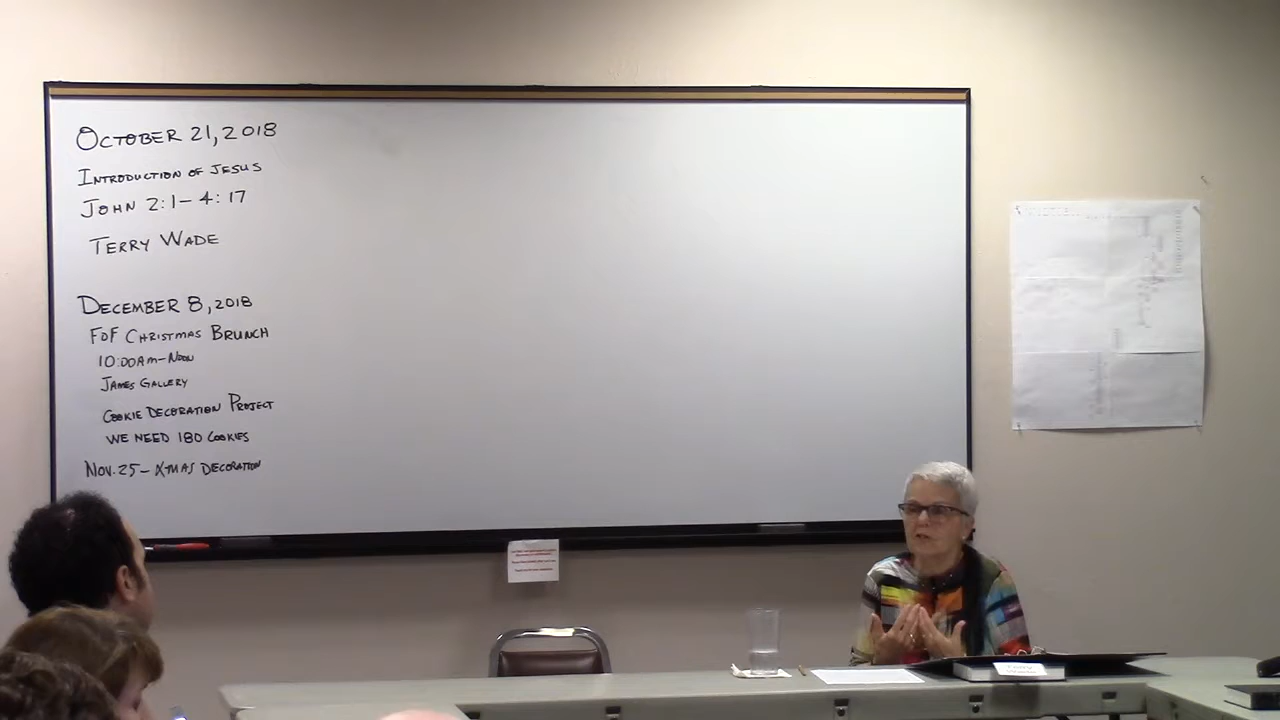 OCTOBER 21, 2018
INTRODUCTION OF JESUS
JOHN 2:1-4:17
TERRY WADE
DECEMBER 8, 2018
FOF CHRISTMAS BRUNCH
10:00AM-NOON
JAMES GALLERY
COOKIE DECORATION PROJECT
WE NEED 180 COOKIES
NOV. 25- XMAS DECORATION